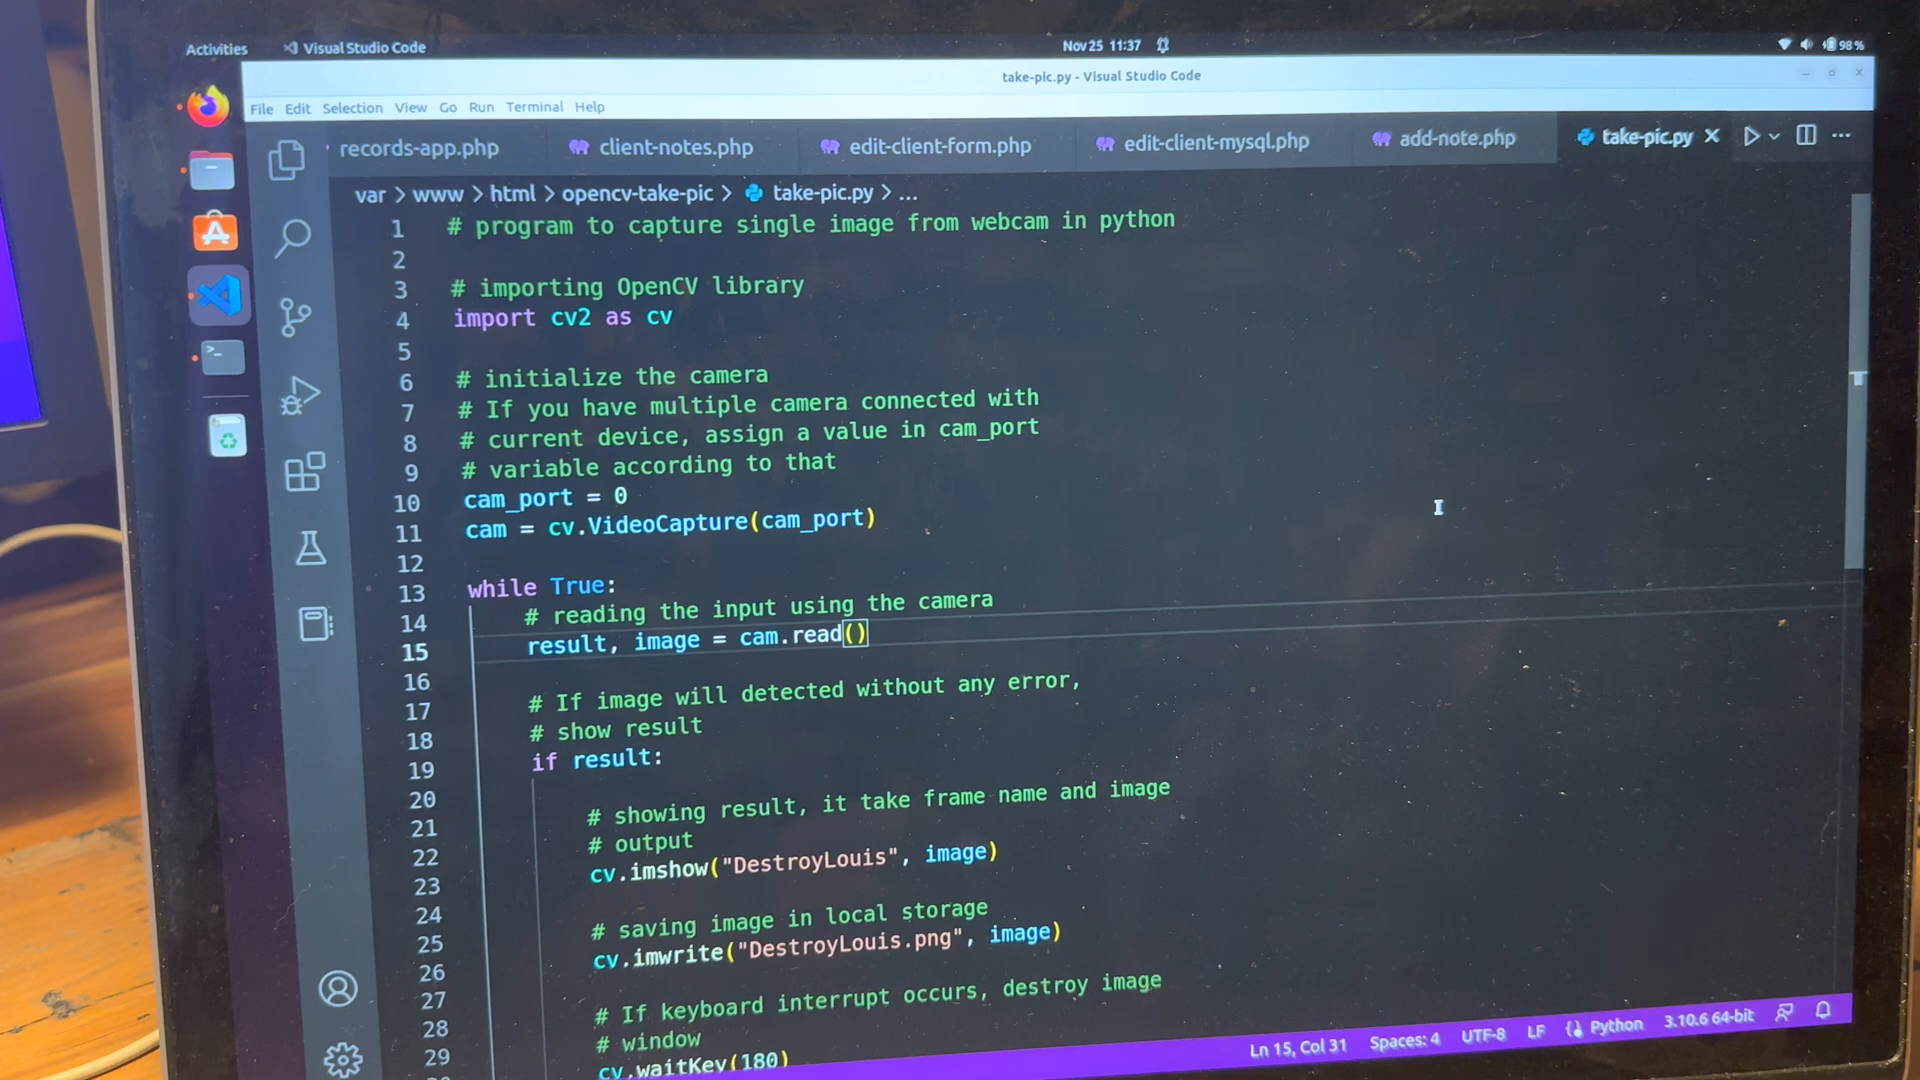 Activities
Visual Studio Code
Nov 25 11:37
98 %
take-pic.py - Visual Studio Code
File Edit Selection View Go Run Terminal Help
records-app.php
client-notes.php
edit-client-form.php
edit-client-mysql.php
add-note.php
take-pic.py
var > www > html > opencv-take-pic > take-pic.py > ...
1 # program to capture single image from webcam in python
2
3 # importing OpenCV library
4 import cv2 as cv
5
6 # initialize the camera
7 # If you have multiple camera connected with
8 # current device, assign a value in cam_port
9 # variable according to that
10 cam_port = 0
11 cam = cv.VideoCapture(cam_port)
12
13 while True:
14 # reading the input using the camera
15 result, image = cam.read()
16
17 # If image will detected without any error,
18 # show result
19 if result:
20
21 # showing result, it take frame name and image
22 # output
23 cv.imshow("DestroyLouis", image)
24
25 # saving image in local storage
26 cv.imwrite("DestroyLouis.png", image)
27
28 # If keyboard interrupt occurs, destroy image
29 # window
cv.waitKey(180)
Ln 15, Col 31 Spaces: 4 UTF-8 LF Python 3.10.6 64-bit